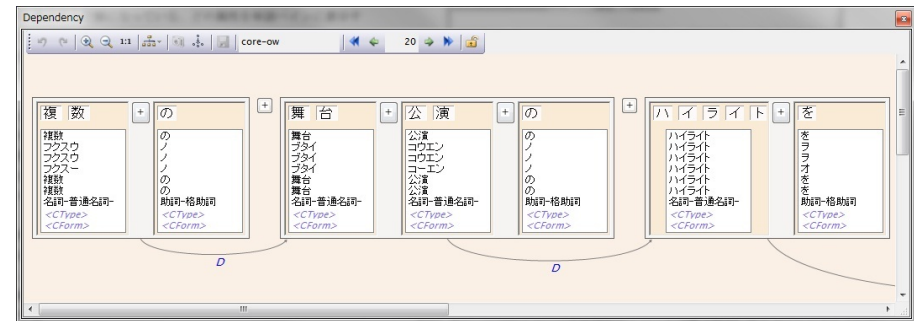 Dependency
1:1 core-ow 20
複数 + の + 舞台 + 公演 + の + ハイライト + を
複数
フクスウ
フクスウ
フクスー
複数
複数
名詞-普通名詞-
<CType>
<CForm>
の
ノ
ノ
ノ
の
の
助詞-格助詞
<CType>
<CForm>
舞台
ブタイ
ブタイ
ブタイ
舞台
舞台
名詞-普通名詞-
<CType>
<CForm>
公演
コウエン
コウエン
コーエン
公演
公演
名詞-普通名詞-
<CType>
<CForm>
の
ノ
ノ
ノ
の
の
助詞-格助詞
<CType>
<CForm>
ハイライト
ハイライト
ハイライト
ハイライト
ハイライト
ハイライト
名詞-普通名詞-
<CType>
<CForm>
を
ヲ
ヲ
オ
を
を
助詞-格助詞
<CType>
<CForm>
D
D